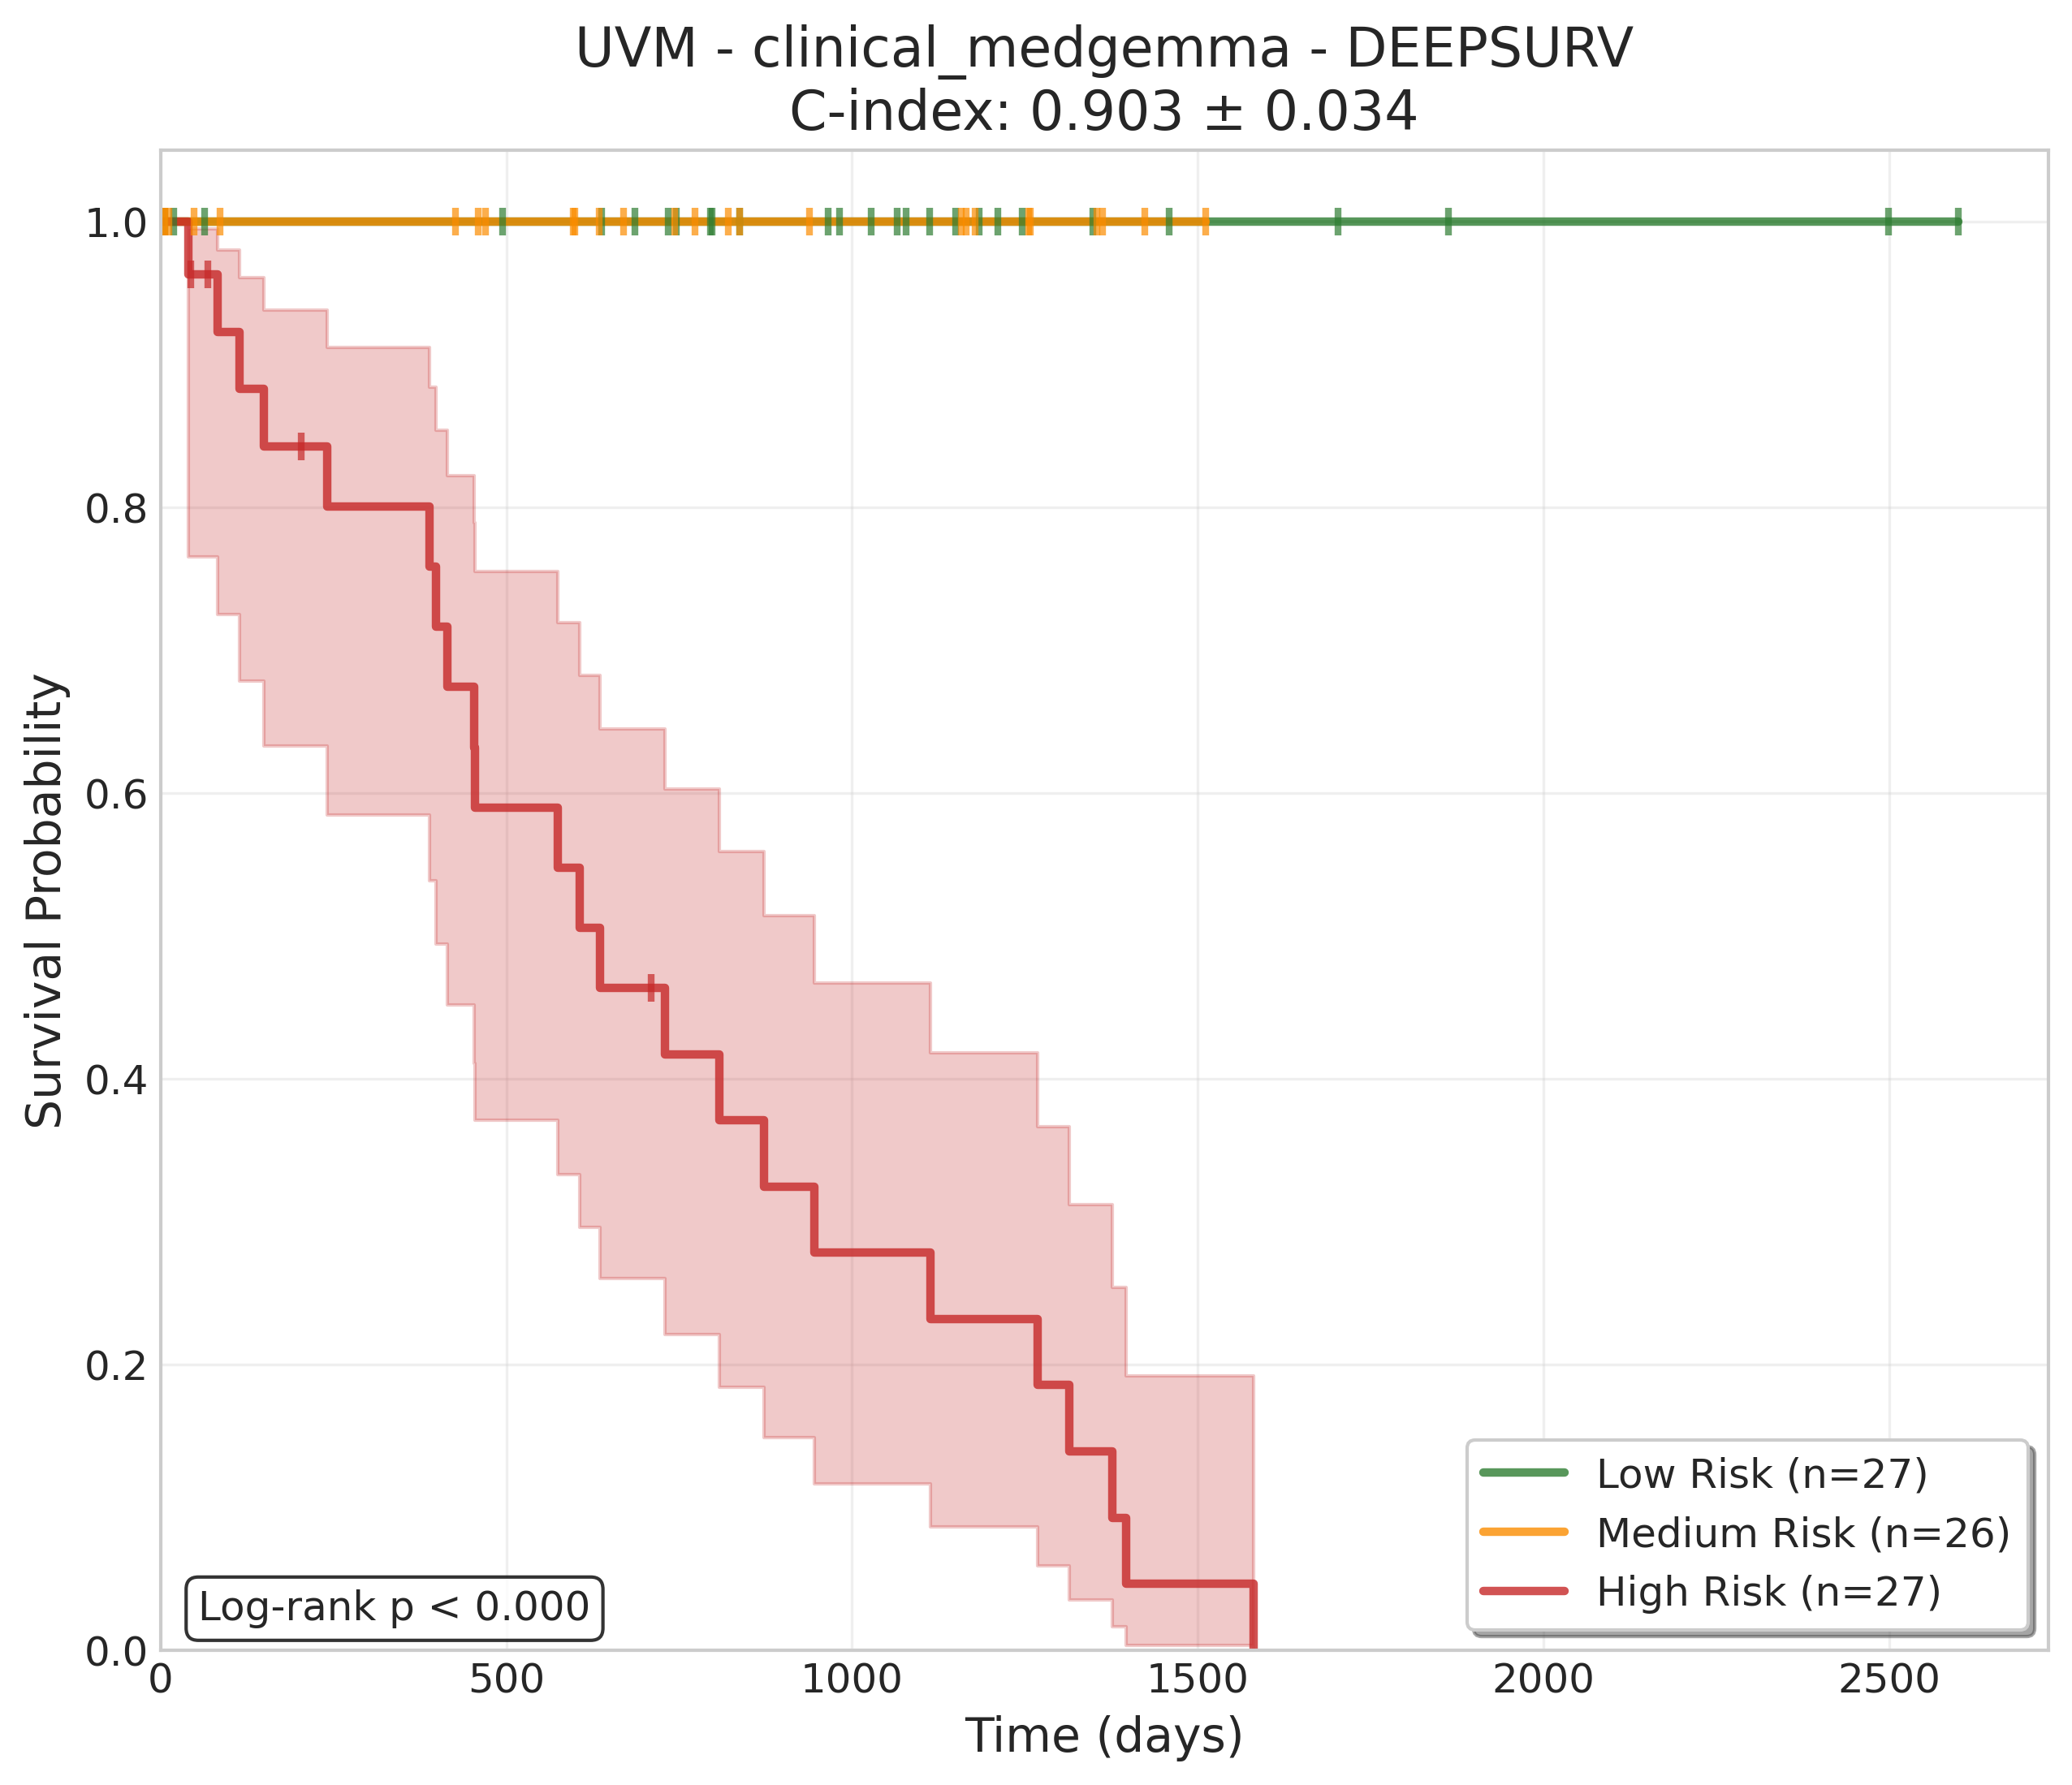 UVM - clinical_medgemma - DEEPSURV
C-index: 0.903 ± 0.034
Survival Probability
1.0
0.8
0.6
0.4
0.2
0.0
Log-rank p < 0.000
Low Risk (n=27)
Medium Risk (n=26)
High Risk (n=27)
0 500 1000 1500 2000 2500
Time (days)